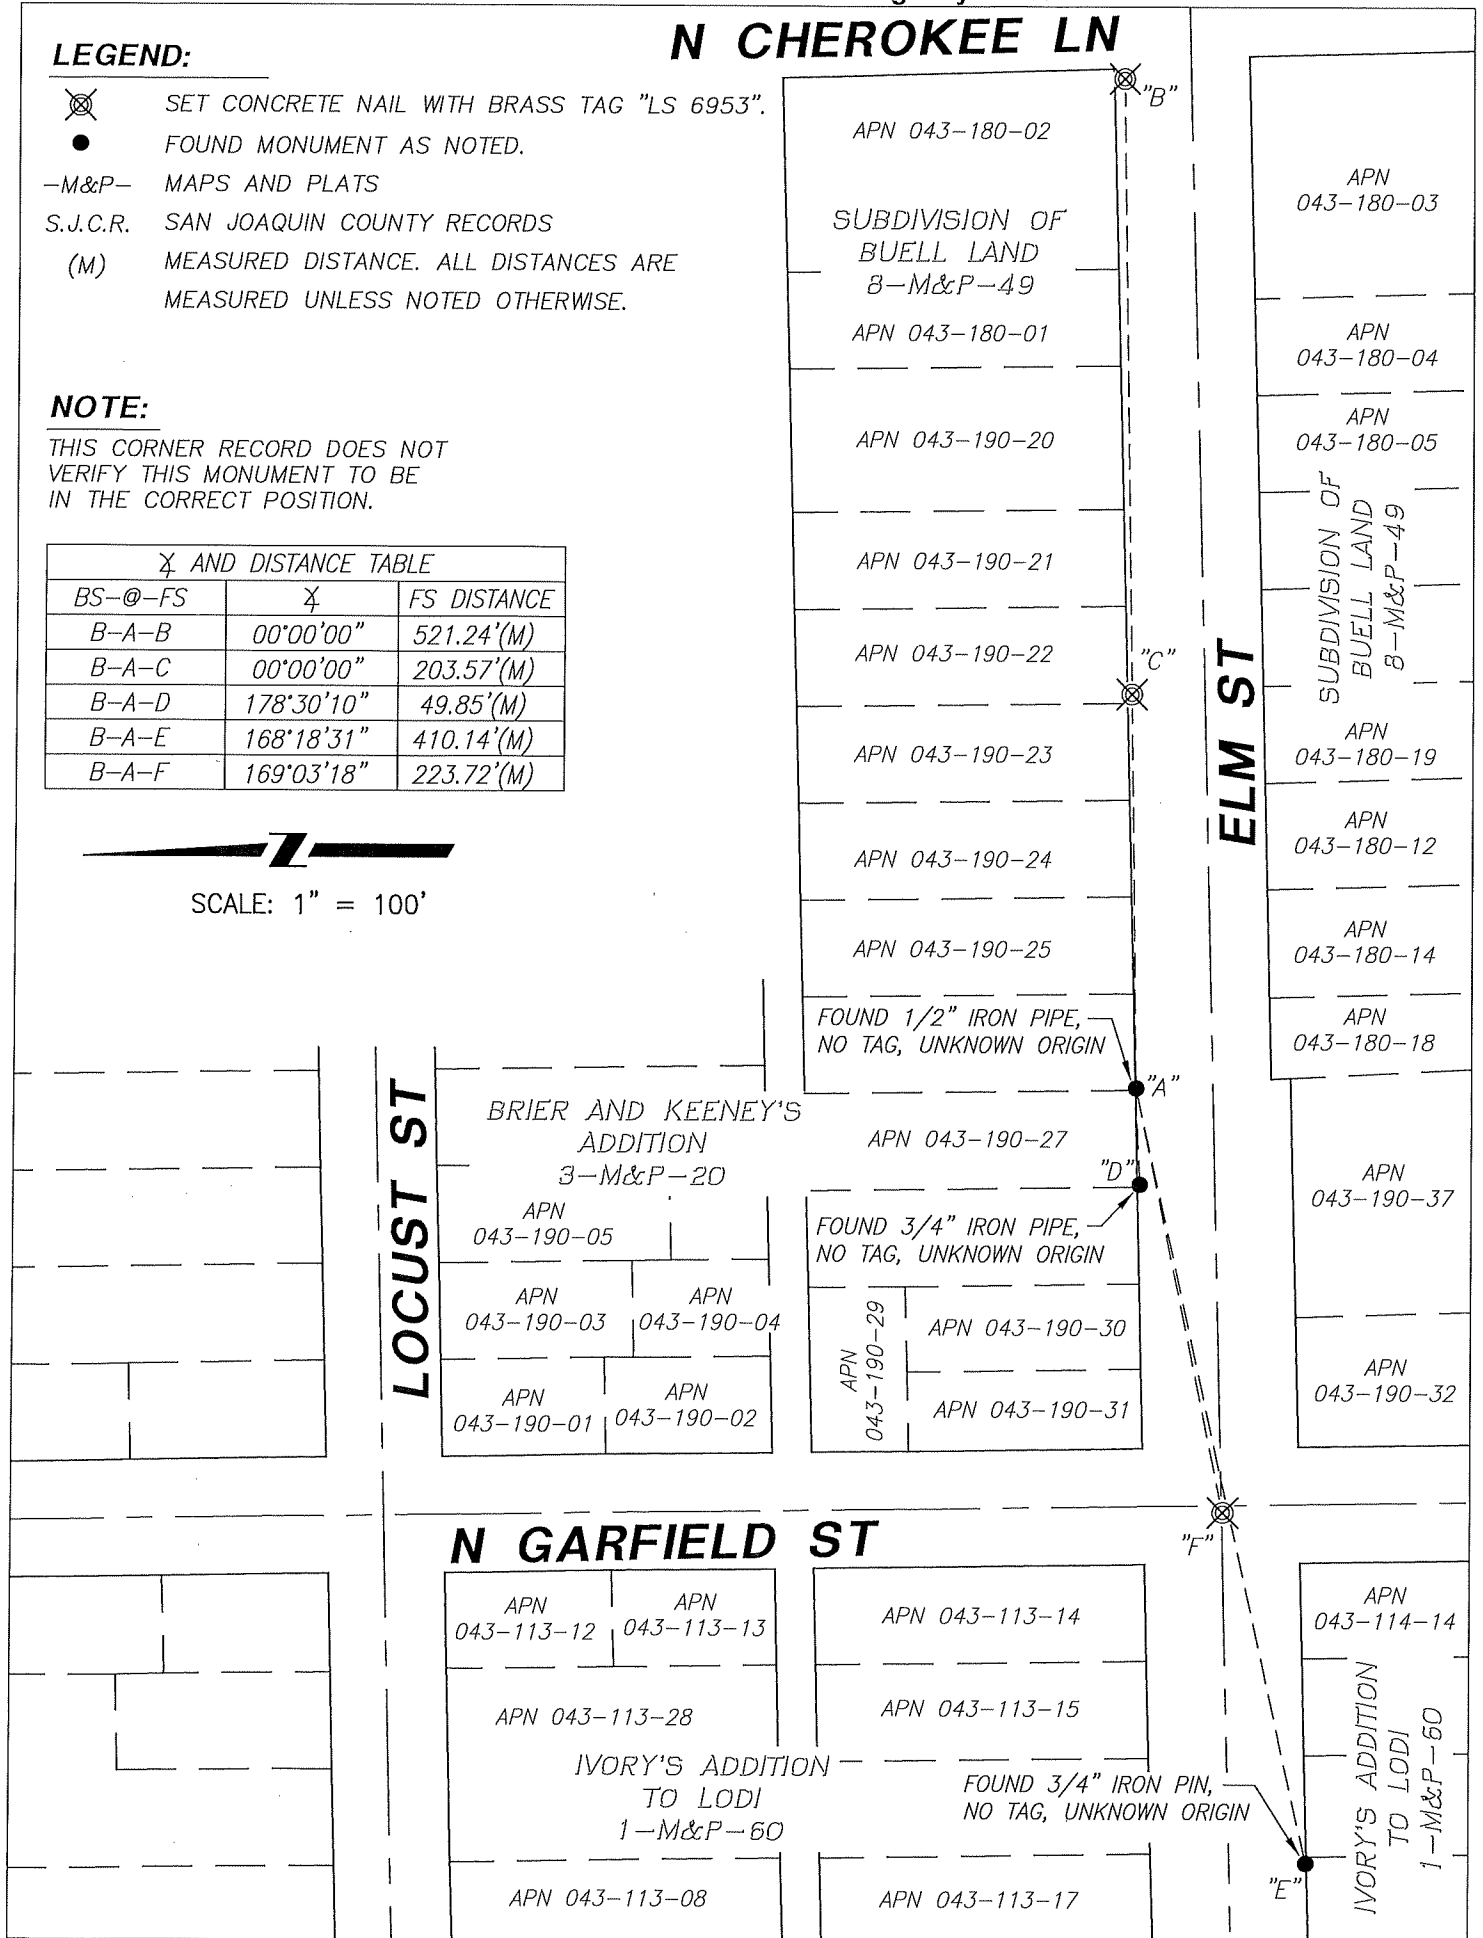 N CHEROKEE LN
LEGEND:
SET CONCRETE NAIL WITH BRASS TAG "LS 6953".
FOUND MONUMENT AS NOTED.
-M&P- MAPS AND PLATS
S.J.C.R. SAN JOAQUIN COUNTY RECORDS
(M) MEASURED DISTANCE. ALL DISTANCES ARE
MEASURED UNLESS NOTED OTHERWISE.
NOTE:
THIS CORNER RECORD DOES NOT
VERIFY THIS MONUMENT TO BE
IN THE CORRECT POSITION.
AND DISTANCE TABLE
BS-@-FS FS DISTANCE
B-A-B 00°00'00" 521.24'(M)
B-A-C 00°00'00" 203.57'(M)
B-A-D 178°30'10" 49.85'(M)
B-A-E 168°18'31" 410.14'(M)
B-A-F 169°03'18" 223.72'(M)
Z
SCALE: 1" = 100'
"B"
APN 043-180-02
SUBDIVISION OF
BUELL LAND
8-M&P-49
APN 043-180-01
APN 043-190-20
APN 043-190-21
APN 043-190-22
"C"
APN 043-190-23
APN 043-190-24
APN 043-190-25
FOUND 1/2" IRON PIPE,
NO TAG, UNKNOWN ORIGIN
"A"
APN 043-190-27
"D"
FOUND 3/4" IRON PIPE,
NO TAG, UNKNOWN ORIGIN
APN
043-190-29
APN 043-190-30
APN 043-190-31
ELM ST
APN
043-180-03
APN
043-180-04
APN
043-180-05
SUBDIVISION OF
BUELL LAND
8-M&P-49
APN
043-180-19
APN
043-180-12
APN
043-180-14
APN
043-180-18
APN
043-190-37
APN
043-190-32
LOCUST ST
BRIER AND KEENEY'S
ADDITION
3-M&P-20
APN
043-190-05
APN
043-190-03
APN
043-190-04
APN
043-190-01
APN
043-190-02
N GARFIELD ST
"F"
APN
043-113-12
APN
043-113-13
APN 043-113-14
APN
043-114-14
APN 043-113-28
APN 043-113-15
IVORY'S ADDITION
TO LODI
1-M&P-60
FOUND 3/4" IRON PIN,
NO TAG, UNKNOWN ORIGIN
"E"
IVORY'S ADDITION
TO LODI
1-M&P-60
APN 043-113-08
APN 043-113-17